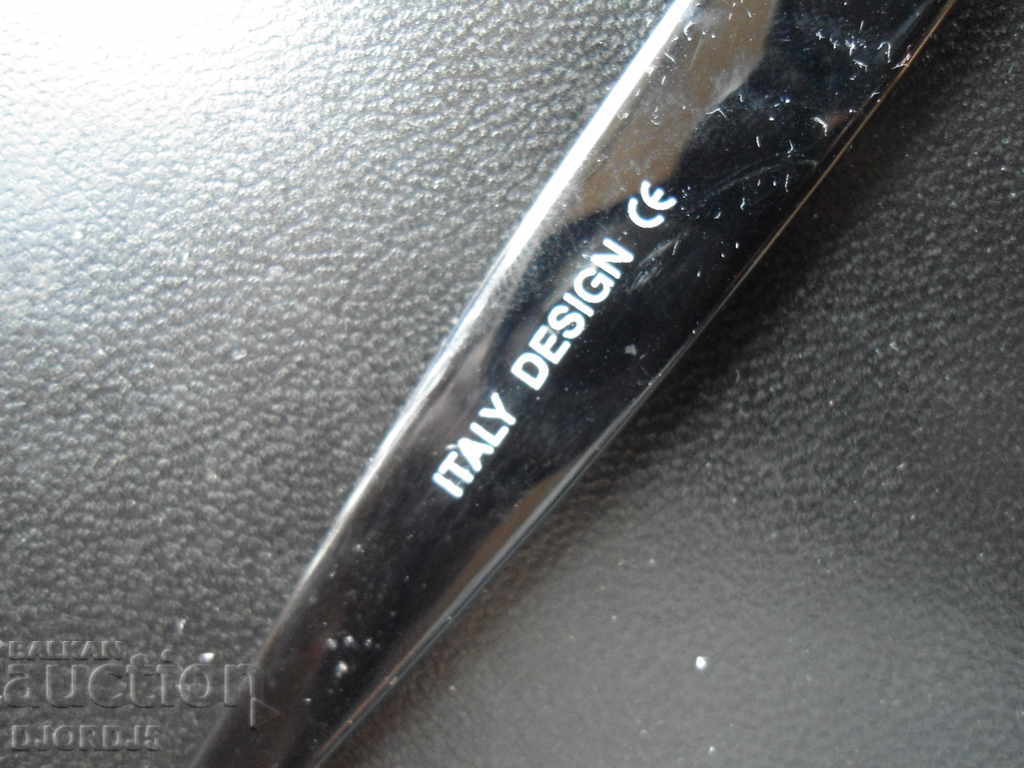 ITALY DESIGN CE
BALKAN
auction
DJORDJ5